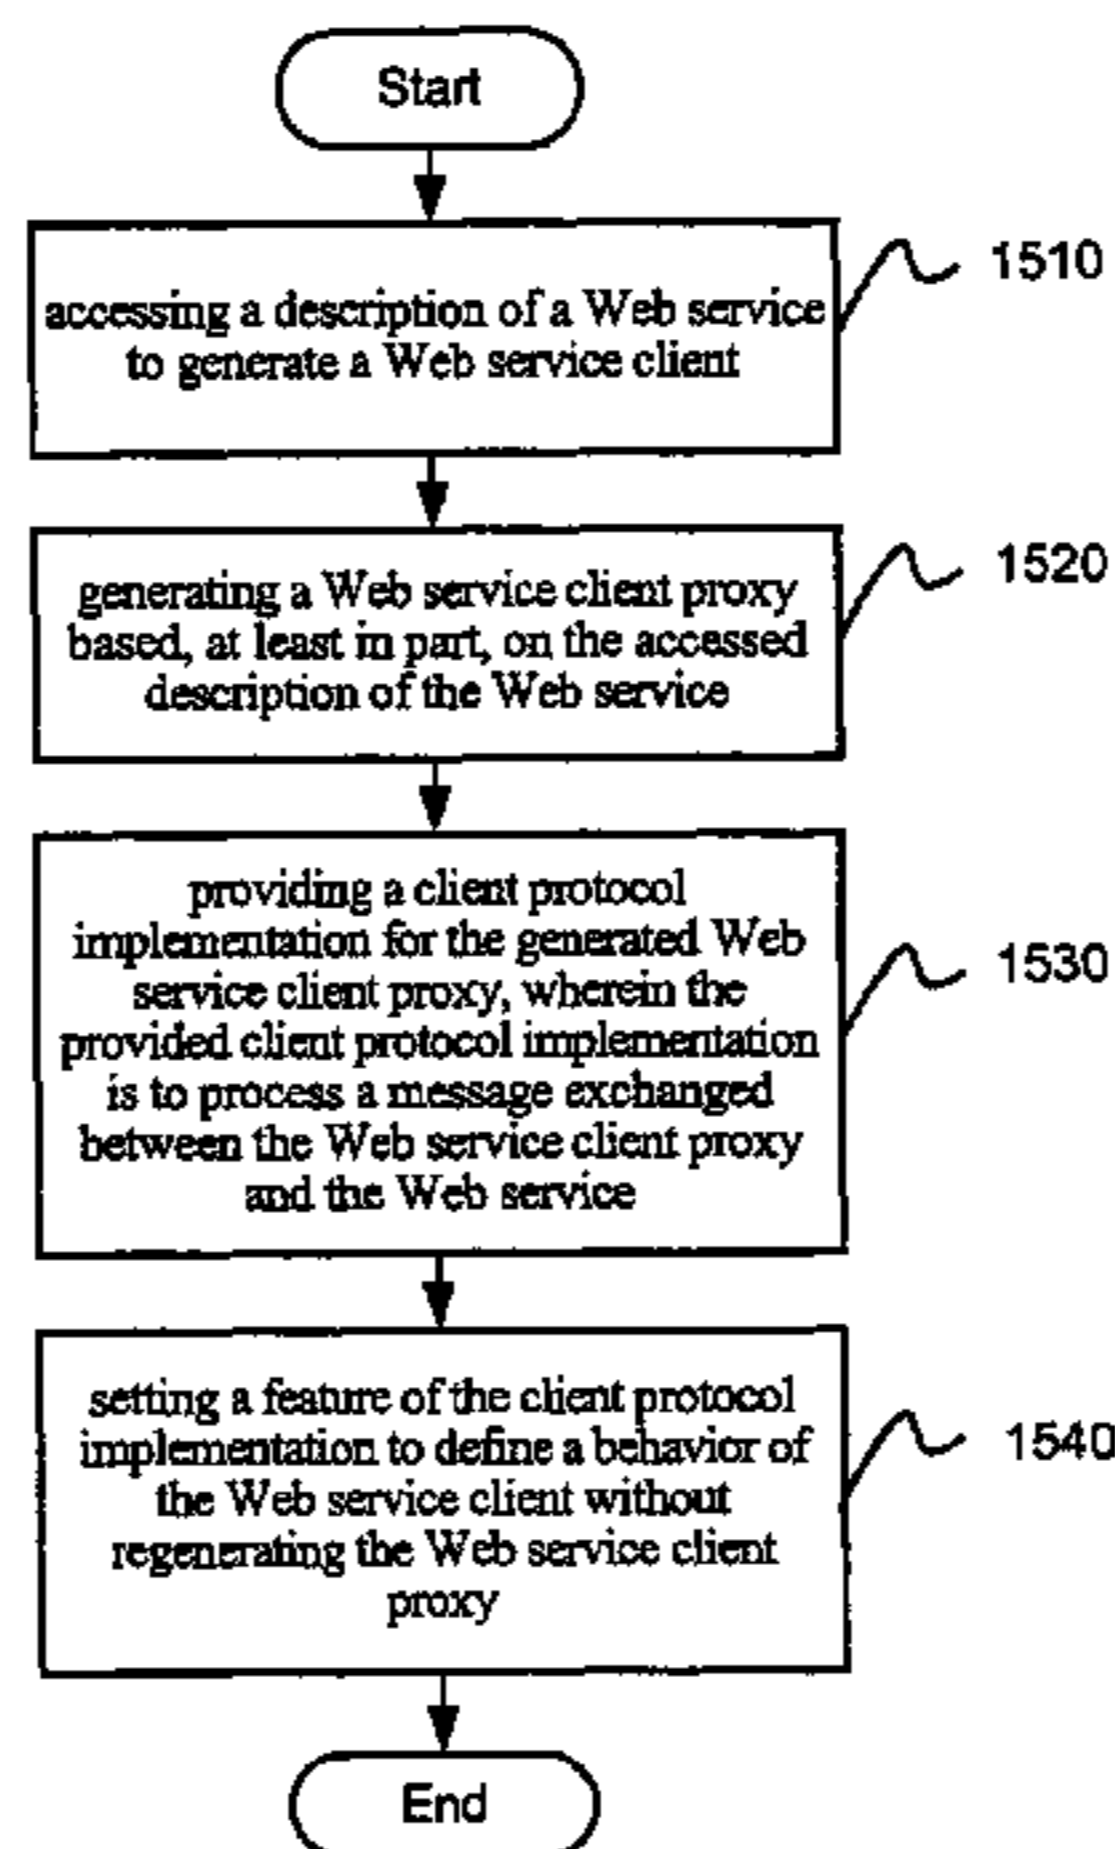 Start
accessing a description of a Web service
to generate a Web service client
1510
generating a Web service client proxy
based, at least in part, on the accessed
description of the Web service
1520
providing a client protocol
implementation for the generated Web
service client proxy, wherein the
provided client protocol implementation
is to process a message exchanged
between the Web service client proxy
and the Web service
1530
setting a feature of the client protocol
implementation to define a behavior of
the Web service client without
regenerating the Web service client
proxy
1540
End